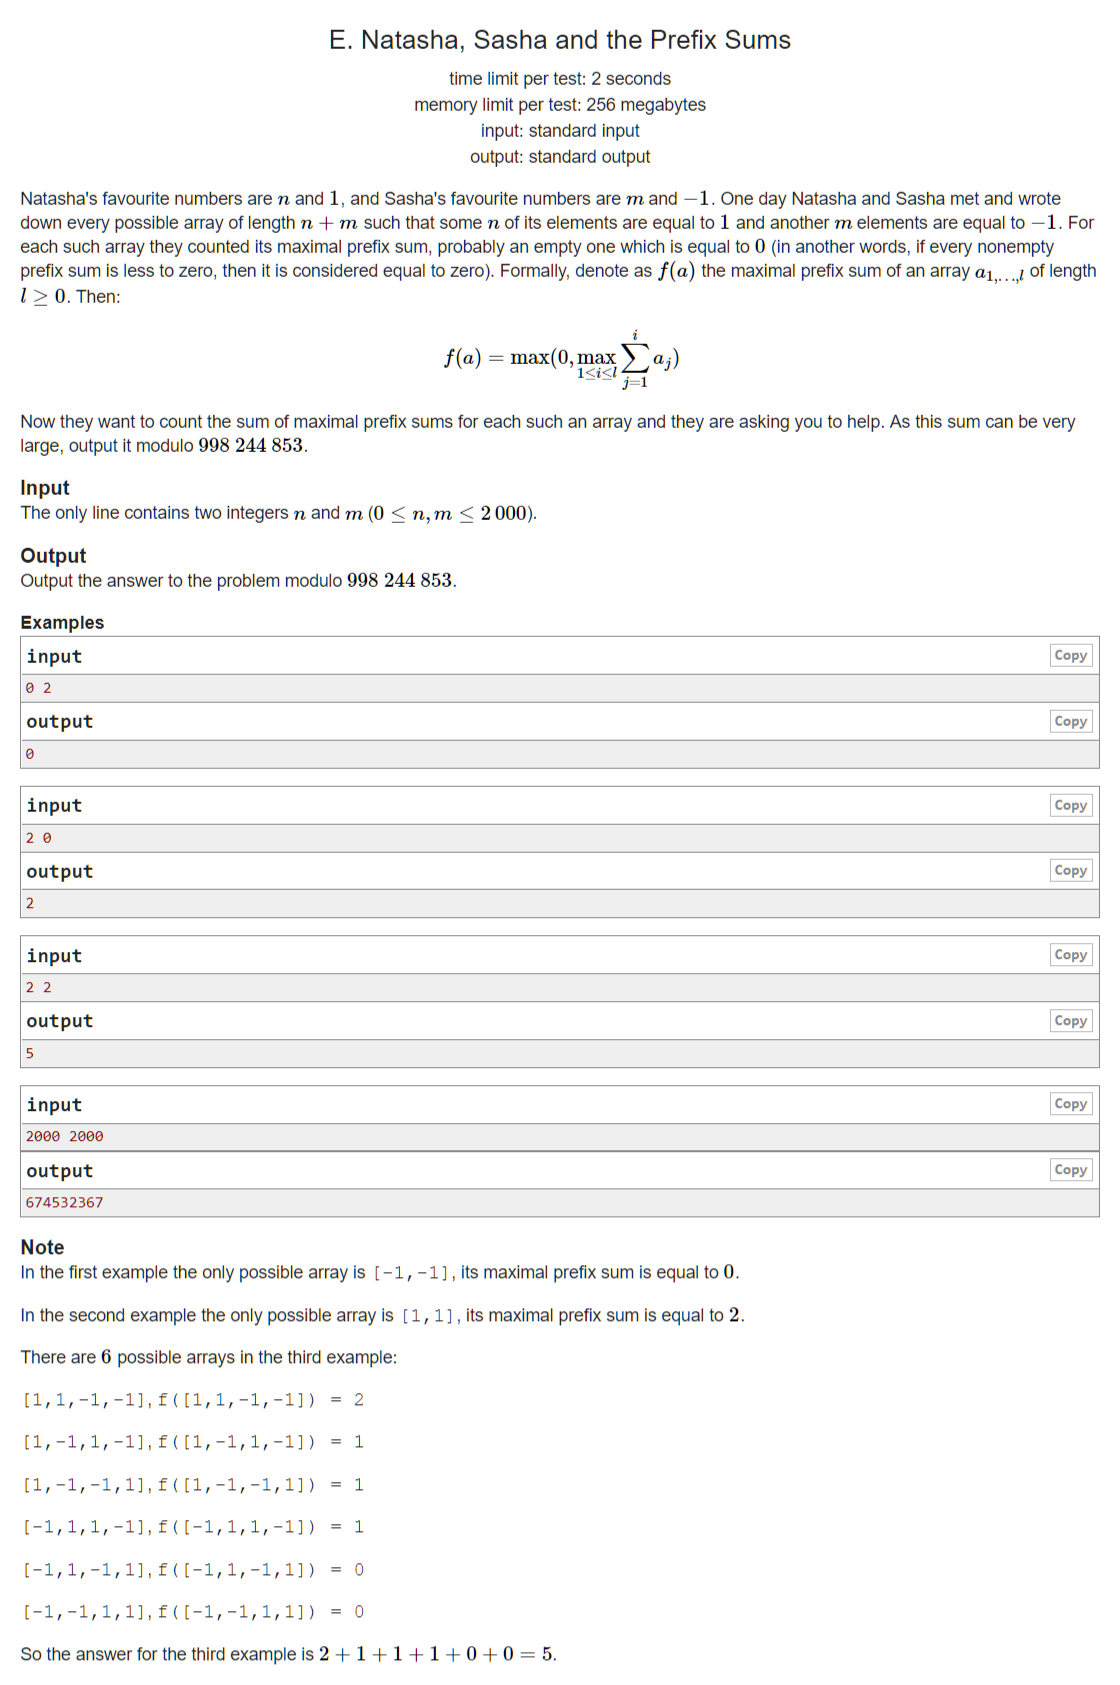 E. Natasha, Sasha and the Prefix Sums
time limit per test: 2 seconds
memory limit per test: 256 megabytes
input: standard input
output: standard output
Natasha's favourite numbers are n and 1, and Sasha's favourite numbers are m and −1. One day Natasha and Sasha met and wrote
down every possible array of length n + m such that some n of its elements are equal to 1 and another m elements are equal to −1. For
each such array they counted its maximal prefix sum, probably an empty one which is equal to 0 (in another words, if every nonempty
prefix sum is less to zero, then it is considered equal to zero). Formally, denote as f(a) the maximal prefix sum of an array a_{1,…,l} of length
l ≥ 0. Then:
f(a) = max(0, max_{1≤i≤l} ∑_{j=1}^{i} a_j)
Now they want to count the sum of maximal prefix sums for each such an array and they are asking you to help. As this sum can be very
large, output it modulo 998 244 853.
Input
The only line contains two integers n and m (0 ≤ n, m ≤ 2 000).
Output
Output the answer to the problem modulo 998 244 853.
Examples
input Copy
0 2
output Copy
0
input Copy
2 0
output Copy
2
input Copy
2 2
output Copy
5
input Copy
2000 2000
output Copy
674532367
Note
In the first example the only possible array is [-1,-1], its maximal prefix sum is equal to 0.
In the second example the only possible array is [1,1], its maximal prefix sum is equal to 2.
There are 6 possible arrays in the third example:
[1,1,-1,-1], f([1,1,-1,-1]) = 2
[1,-1,1,-1], f([1,-1,1,-1]) = 1
[1,-1,-1,1], f([1,-1,-1,1]) = 1
[-1,1,1,-1], f([-1,1,1,-1]) = 1
[-1,1,-1,1], f([-1,1,-1,1]) = 0
[-1,-1,1,1], f([-1,-1,1,1]) = 0
So the answer for the third example is 2 + 1 + 1 + 1 + 0 + 0 = 5.